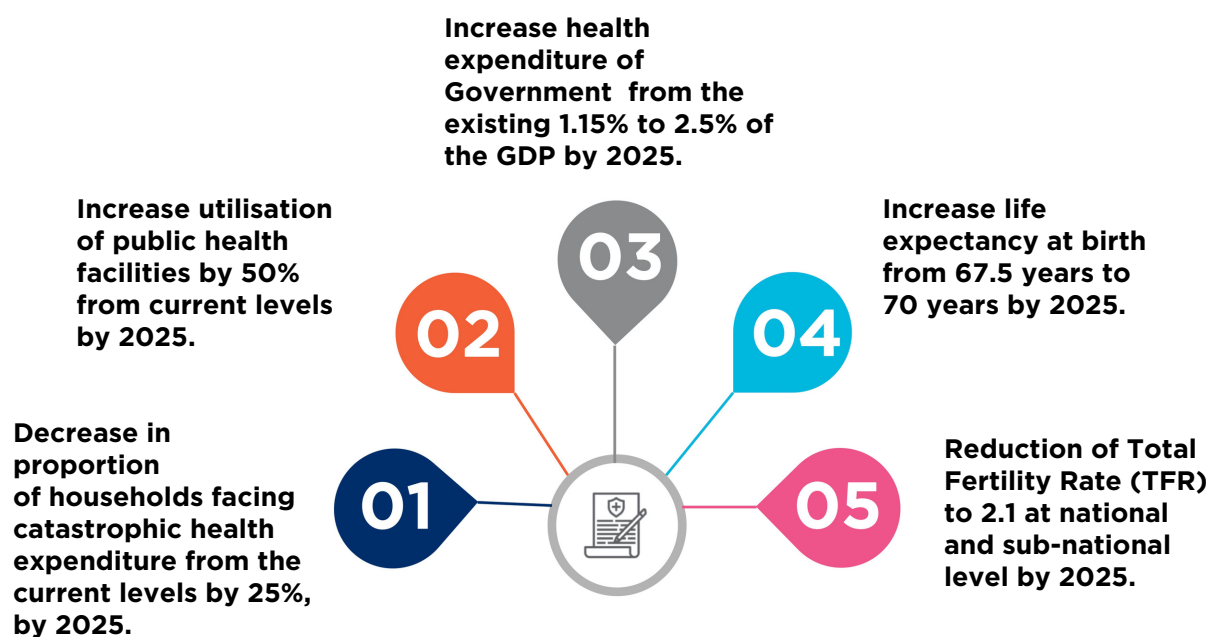 01
Decrease in
proportion
of households facing
catastrophic health
expenditure from the
current levels by 25%,
by 2025.
02
Increase utilisation
of public health
facilities by 50%
from current levels
by 2025.
03
Increase health
expenditure of
Government from the
existing 1.15% to 2.5% of
the GDP by 2025.
04
Increase life
expectancy at birth
from 67.5 years to
70 years by 2025.
05
Reduction of Total
Fertility Rate (TFR)
to 2.1 at national
and sub-national
level by 2025.